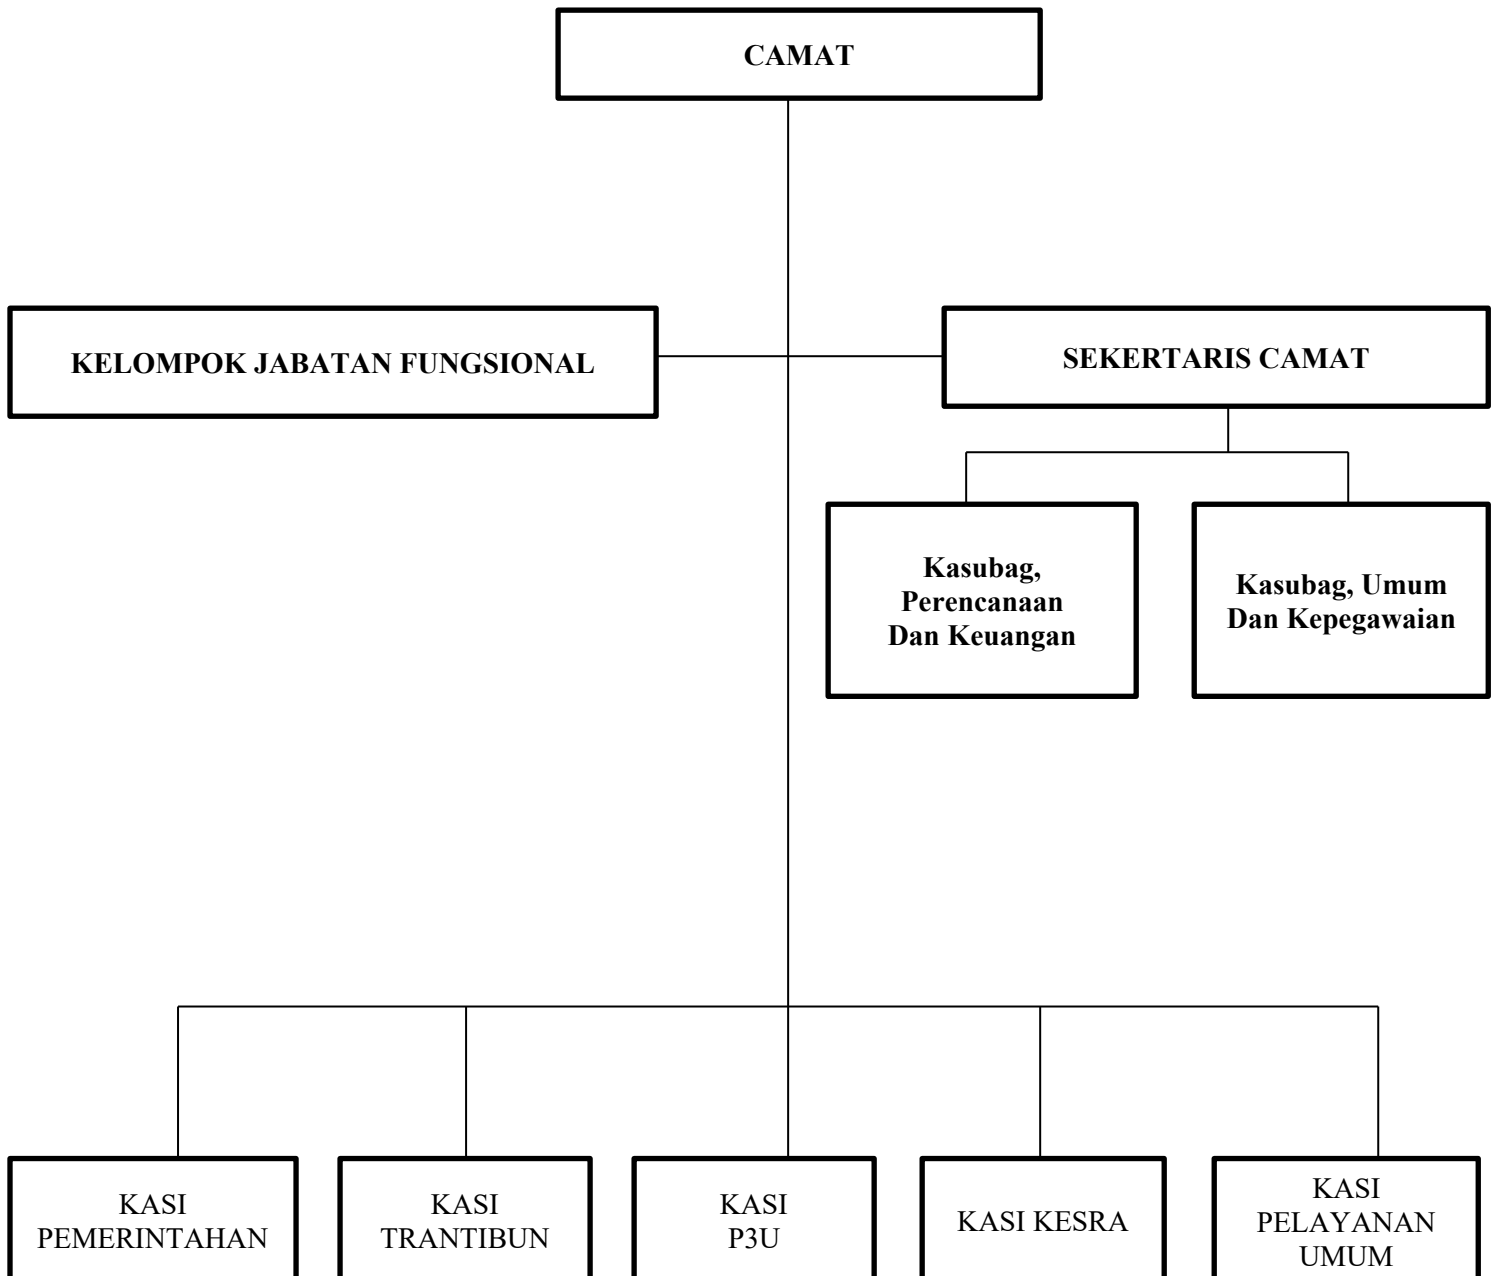 CAMAT
KELOMPOK JABATAN FUNGSIONAL
SEKERTARIS CAMAT
Kasubag,
Perencanaan
Dan Keuangan
Kasubag, Umum
Dan Kepegawaian
KASI
PEMERINTAHAN
KASI
TRANTIBUN
KASI
P3U
KASI KESRA
KASI
PELAYANAN
UMUM